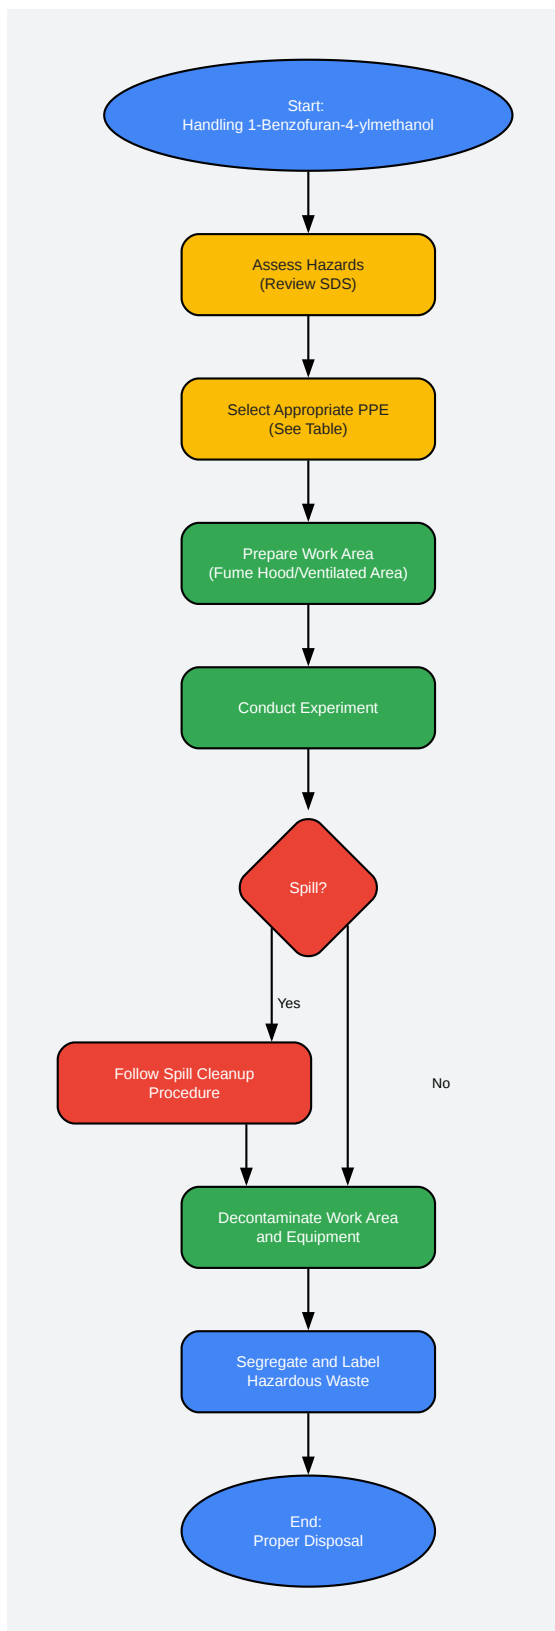 Start:
Handling 1-Benzofuran-4-ylmethanol
Assess Hazards
(Review SDS)
Select Appropriate PPE
(See Table)
Prepare Work Area
(Fume Hood/Ventilated Area)
Conduct Experiment
Spill?
Yes
Follow Spill Cleanup
Procedure
No
Decontaminate Work Area
and Equipment
Segregate and Label
Hazardous Waste
End:
Proper Disposal